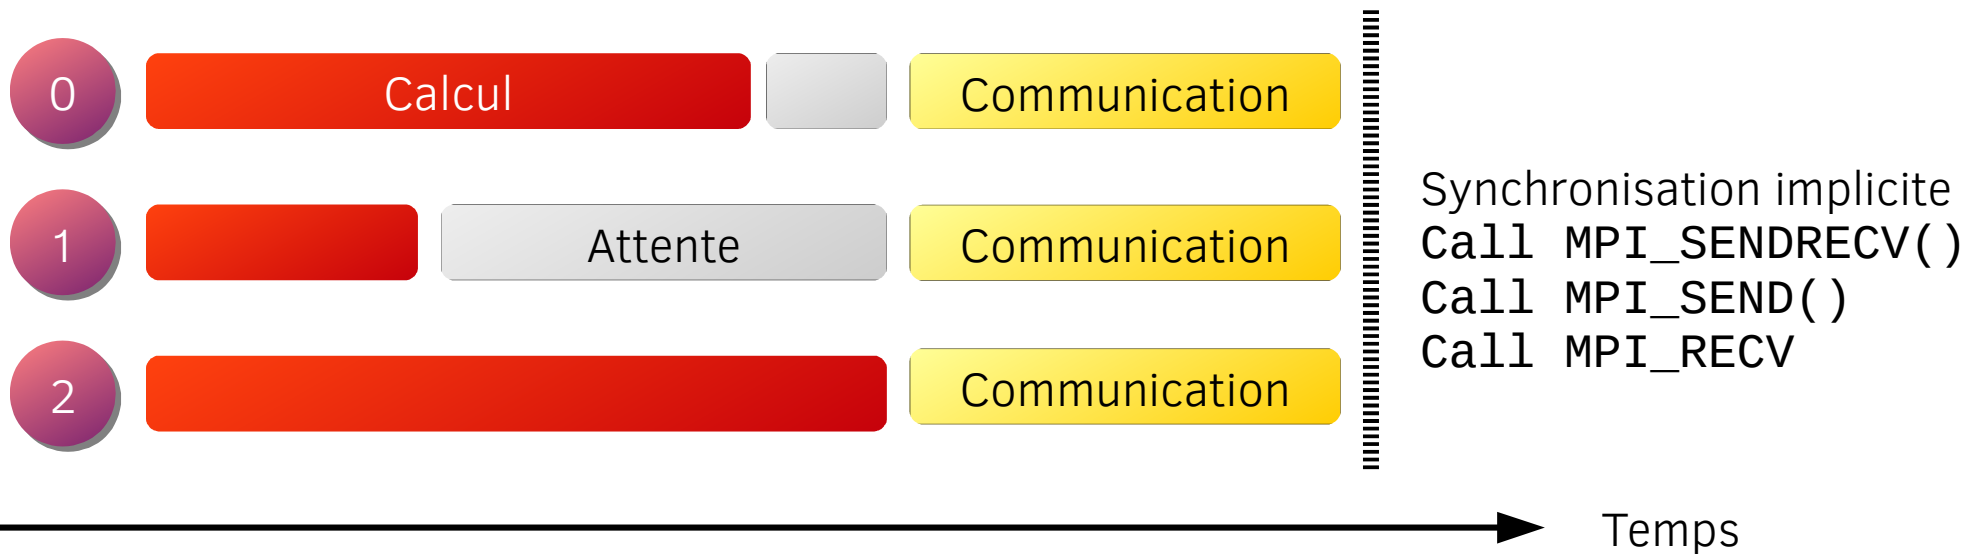 0
Calcul
Communication
1
Attente
Communication
2
Communication
Synchronisation implicite
Call MPI_SENDRECV()
Call MPI_SEND()
Call MPI_RECV
Temps